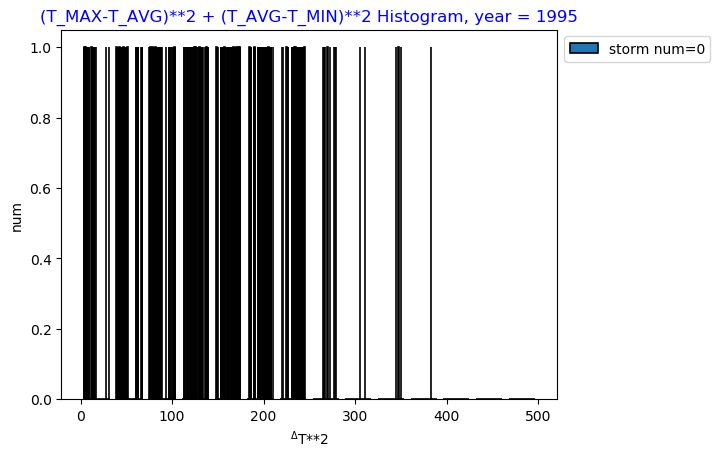 (T_MAX-T_AVG)**2 + (T_AVG-T_MIN)**2 Histogram, year = 1995
storm num=0
1.0
0.8
0.6
0.4
0.2
0.0
num
0 100 200 300 400 500
ΔT**2